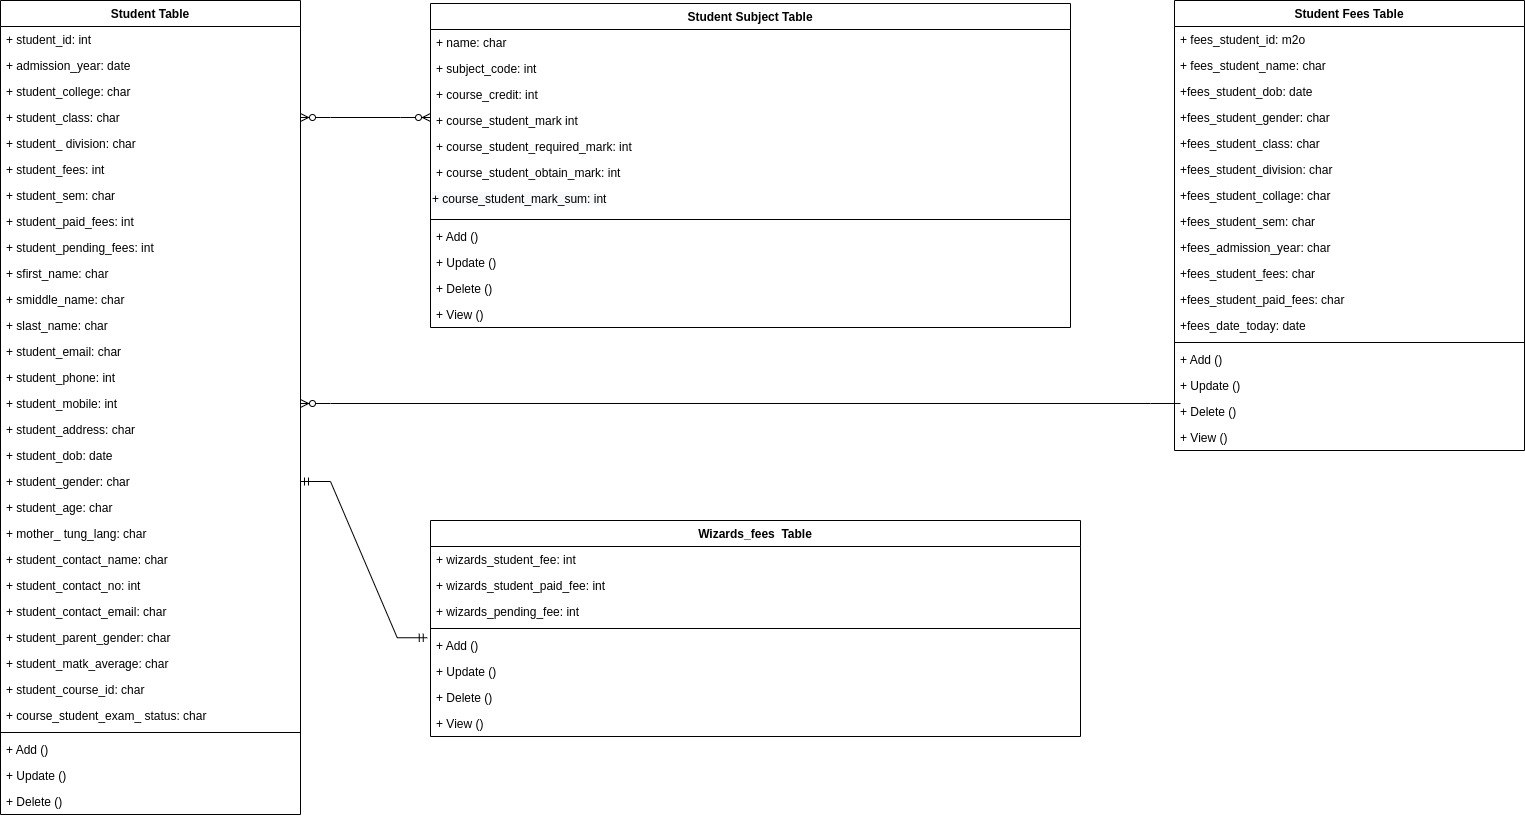 Student Table
+ student_id: int
+ admission_year: date
+ student_college: char
+ student_class: char
+ student_ division: char
+ student_fees: int
+ student_sem: char
+ student_paid_fees: int
+ student_pending_fees: int
+ sfirst_name: char
+ smiddle_name: char
+ slast_name: char
+ student_email: char
+ student_phone: int
+ student_mobile: int
+ student_address: char
+ student_dob: date
+ student_gender: char
+ student_age: char
+ mother_ tung_lang: char
+ student_contact_name: char
+ student_contact_no: int
+ student_contact_email: char
+ student_parent_gender: char
+ student_matk_average: char
+ student_course_id: char
+ course_student_exam_ status: char
+ Add ()
+ Update ()
+ Delete ()
Student Subject Table
+ name: char
+ subject_code: int
+ course_credit: int
+ course_student_mark int
+ course_student_required_mark: int
+ course_student_obtain_mark: int
+ course_student_mark_sum: int
+ Add ()
+ Update ()
+ Delete ()
+ View ()
Student Fees Table
+ fees_student_id: m2o
+ fees_student_name: char
+fees_student_dob: date
+fees_student_gender: char
+fees_student_class: char
+fees_student_division: char
+fees_student_collage: char
+fees_student_sem: char
+fees_admission_year: char
+fees_student_fees: char
+fees_student_paid_fees: char
+fees_date_today: date
+ Add ()
+ Update ()
+ Delete ()
+ View ()
Wizards_fees  Table
+ wizards_student_fee: int
+ wizards_student_paid_fee: int
+ wizards_pending_fee: int
+ Add ()
+ Update ()
+ Delete ()
+ View ()